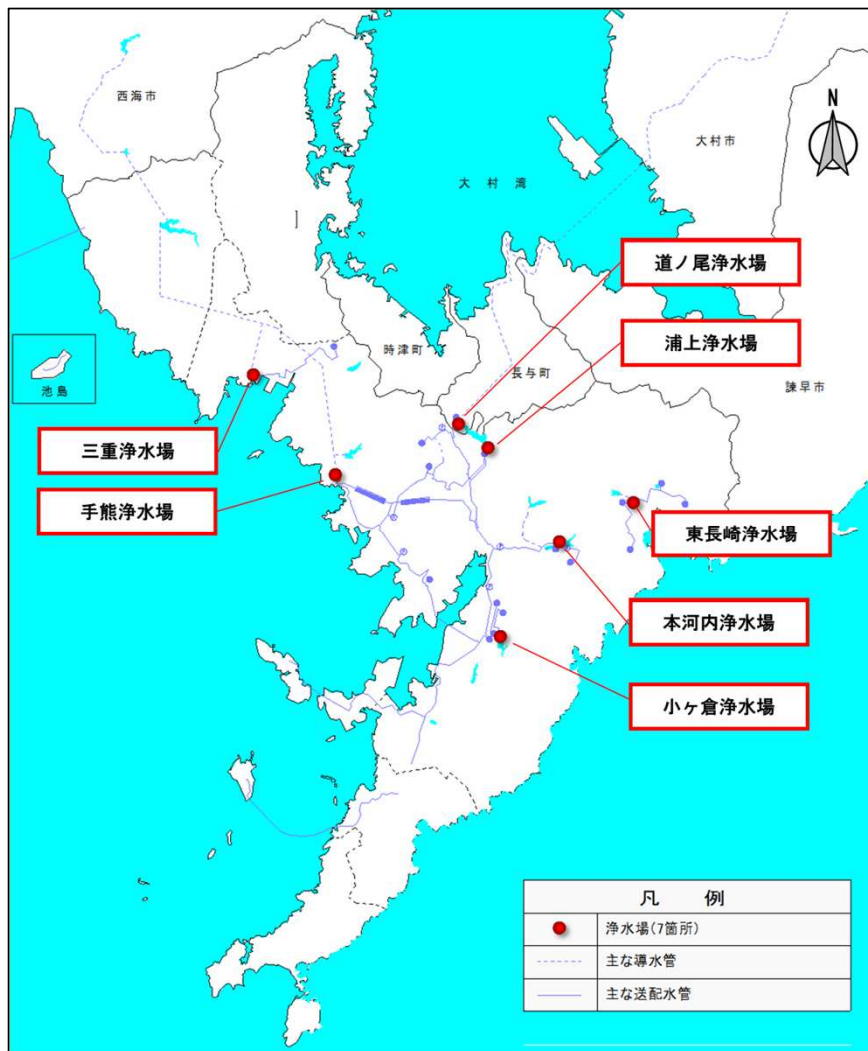 西海市
大村市
N
大村湾
道ノ尾浄水場
浦上浄水場
時津町
長与町
池島
諫早市
三重浄水場
手熊浄水場
東長崎浄水場
本河内浄水場
小ヶ倉浄水場
凡 例
浄水場(7箇所)
主な導水管
主な送配水管